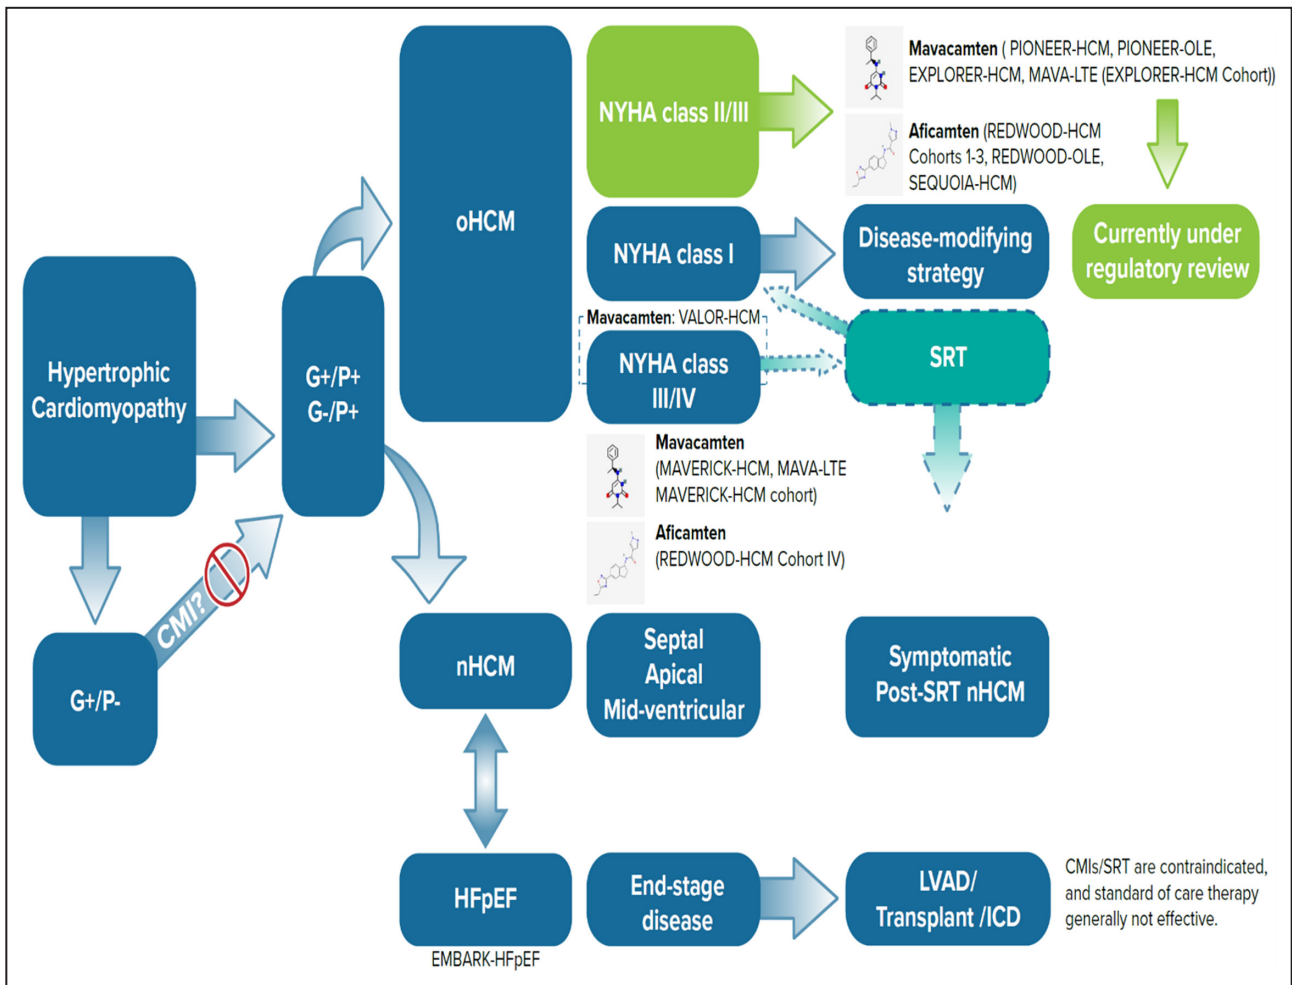 Hypertrophic
Cardiomyopathy
G+/P-
CMI?
G+/P+
G-/P+
oHCM
NYHA class II/III
Mavacamten ( PIONEER-HCM, PIONEER-OLE,
EXPLORER-HCM, MAVA-LTE (EXPLORER-HCM Cohort))
Aficamten (REDWOOD-HCM
Cohorts 1-3, REDWOOD-OLE,
SEQUOIA-HCM)
NYHA class I
Disease-modifying
strategy
Currently under
regulatory review
Mavacamten: VALOR-HCM
NYHA class
III/IV
SRT
Mavacamten
(MAVERICK-HCM, MAVA-LTE
MAVERICK-HCM cohort)
Aficamten
(REDWOOD-HCM Cohort IV)
nHCM
Septal
Apical
Mid-ventricular
Symptomatic
Post-SRT nHCM
HFpEF
EMBARK-HFpEF
End-stage
disease
LVAD/
Transplant /ICD
CMIs/SRT are contraindicated,
and standard of care therapy
generally not effective.